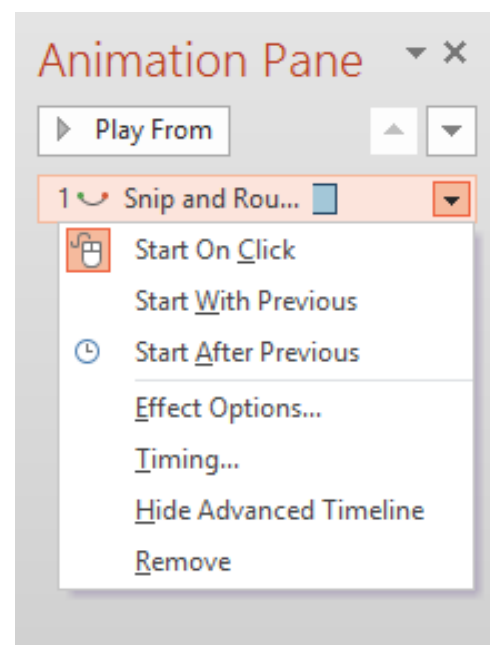 Animation Pane
Play From
1 Snip and Rou...
Start On Click
Start With Previous
Start After Previous
Effect Options...
Timing...
Hide Advanced Timeline
Remove